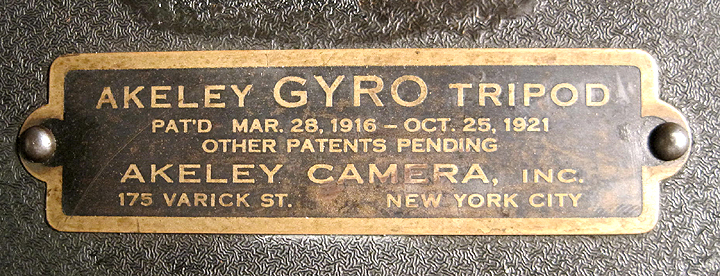 AKELEY GYRO TRIPOD
PAT'D MAR. 28, 1916 – OCT. 25, 1921
OTHER PATENTS PENDING
AKELEY CAMERA, INC.
175 VARICK ST. NEW YORK CITY